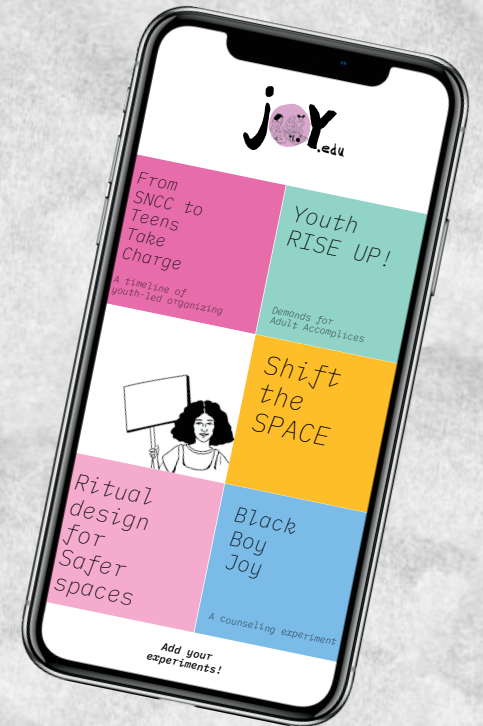 joy.edu
From
SNCC to
Teens
Take
Charge
A timeline of
youth-led organizing
Youth
RISE UP!
Demands for
Adult Accomplices
Shift
the
SPACE
Ritual
design
for
Safer
spaces
Black
Boy
Joy
A counseling experiment
Add your
experiments!